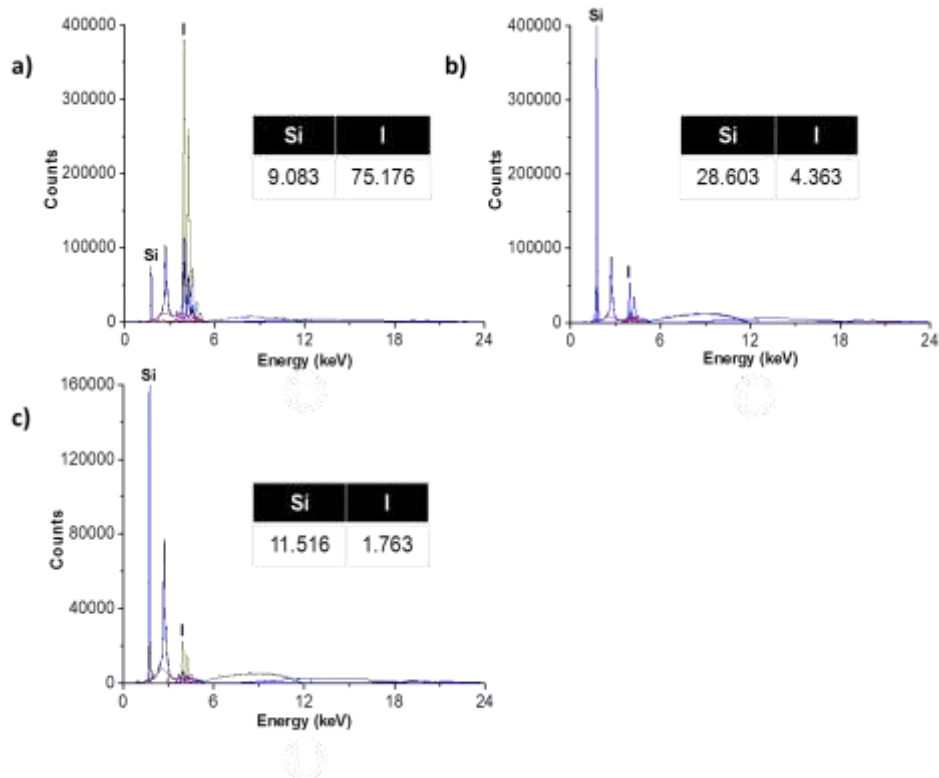 a)
400000
300000
200000
100000
0
Counts
Si
I
Si I
9.083 75.176
0 6 12 18 24
Energy (keV)
b)
400000
300000
200000
100000
0
Counts
Si
I
Si I
28.603 4.363
0 6 12 18 24
Energy (keV)
c)
160000
120000
80000
40000
0
Counts
Si
I
Si I
11.516 1.763
0 6 12 18 24
Energy (keV)